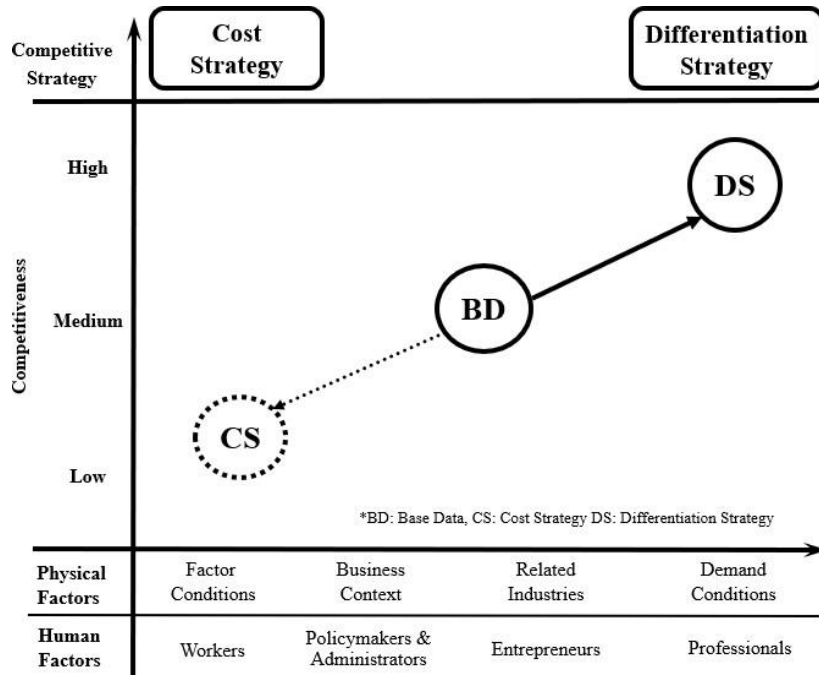 Competitive
Strategy
Cost
Strategy
Differentiation
Strategy
Competitiveness
High
Medium
Low
DS
BD
CS
*BD: Base Data, CS: Cost Strategy DS: Differentiation Strategy
Physical
Factors
Factor
Conditions
Business
Context
Related
Industries
Demand
Conditions
Human
Factors
Workers
Policymakers &
Administrators
Entrepreneurs
Professionals